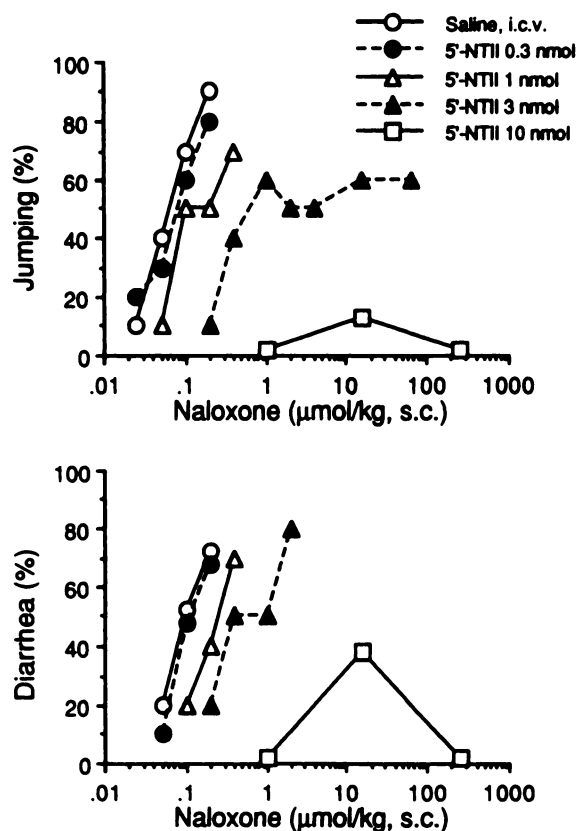 Saline, i.c.v.
5'-NTII 0.3 nmol
5'-NTII 1 nmol
5'-NTII 3 nmol
5'-NTII 10 nmol
100
80
60
40
20
0
Jumping (%)
.01 .1 1 10 100 1000
Naloxone (μmol/kg, s.c.)
100
80
60
40
20
0
Diarrhea (%)
.01 .1 1 10 100 1000
Naloxone (μmol/kg, s.c.)